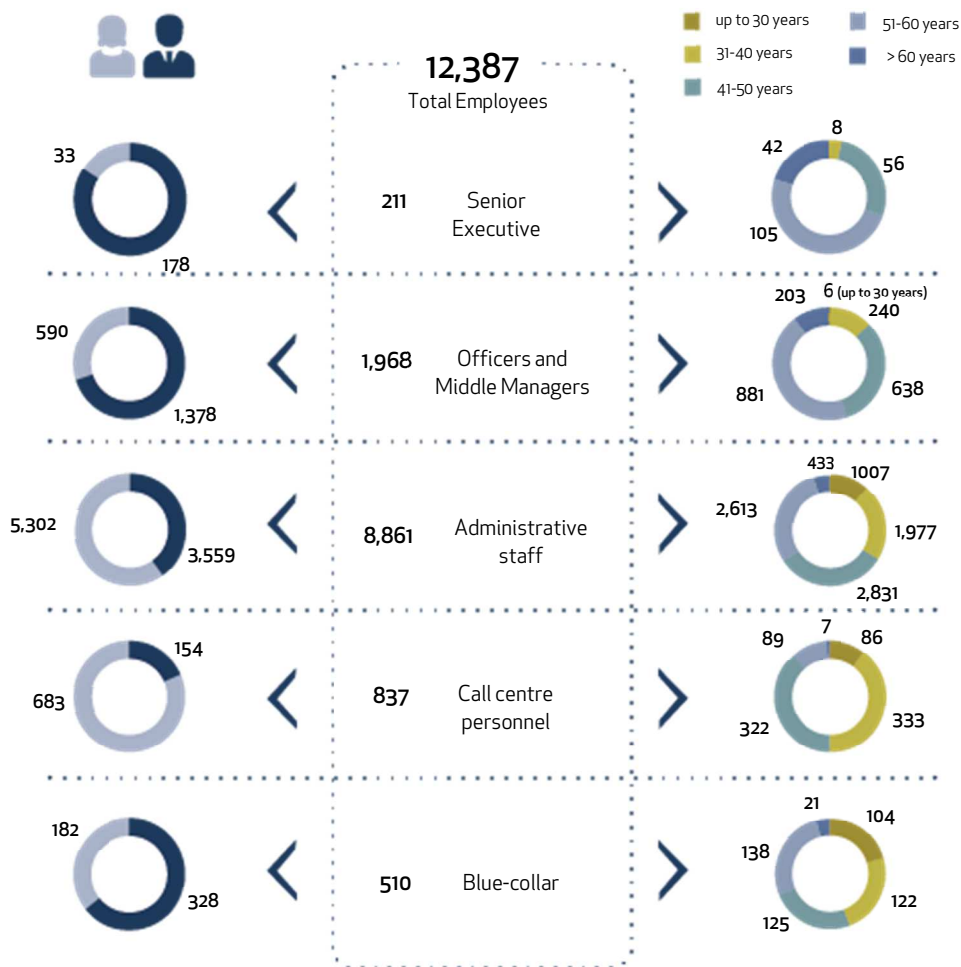 up to 30 years
51-60 years
31-40 years
> 60 years
41-50 years
12,387
Total Employees
33
178
211
Senior
Executive
42
8
56
105
590
1,378
1,968
Officers and
Middle Managers
203
6 (up to 30 years)
240
881
638
5,302
3,559
8,861
Administrative
staff
433
1007
2,613
1,977
2,831
154
683
837
Call centre
personnel
89
7
86
322
333
182
328
510
Blue-collar
21
104
138
122
125